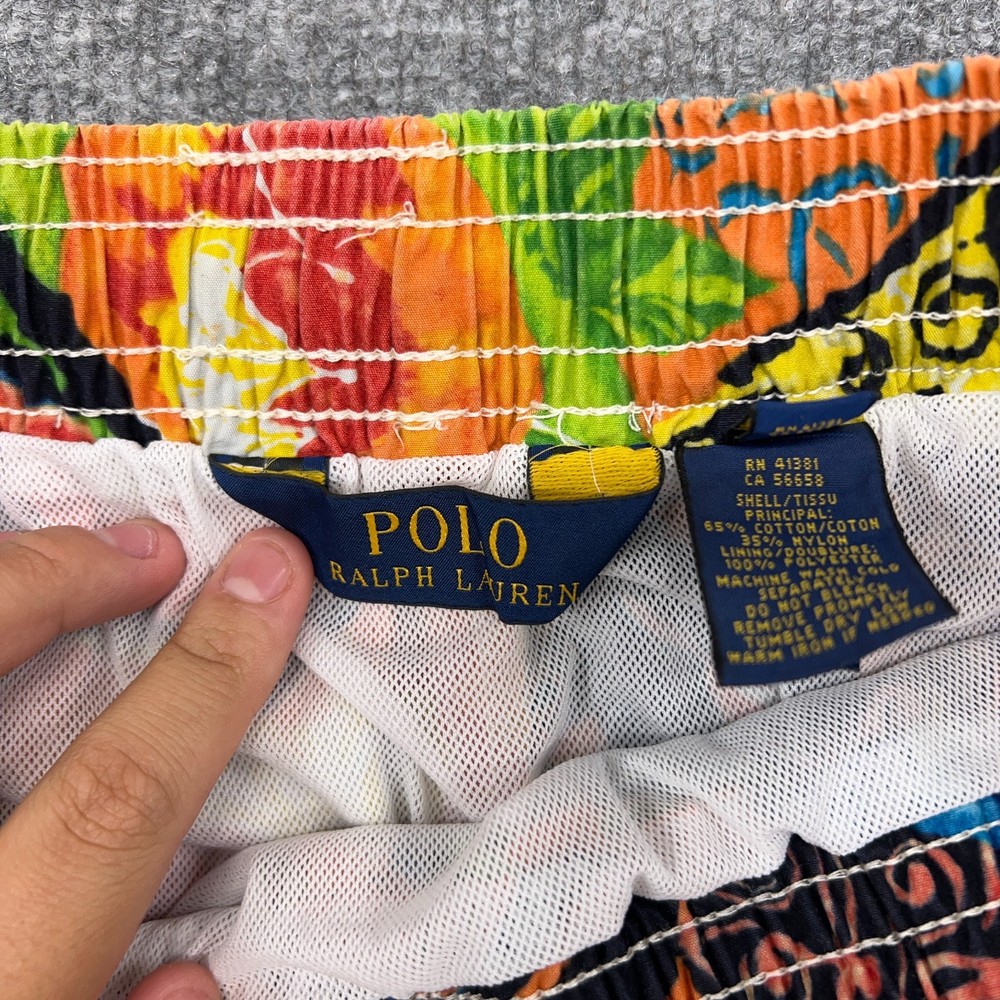 POLO
RALPH LAUREN
RN 41381
CA 56658
SHELL/TISSU
PRINCIPAL:
65% COTTON/COTON
35% NYLON
LINING/DOUBLURE:
100% POLYESTER
MACHINE WASH COLD
SEPARATELY
DO NOT BLEACH
REMOVE PROMPTLY
TUMBLE DRY LOW
WARM IRON IF NEEDED